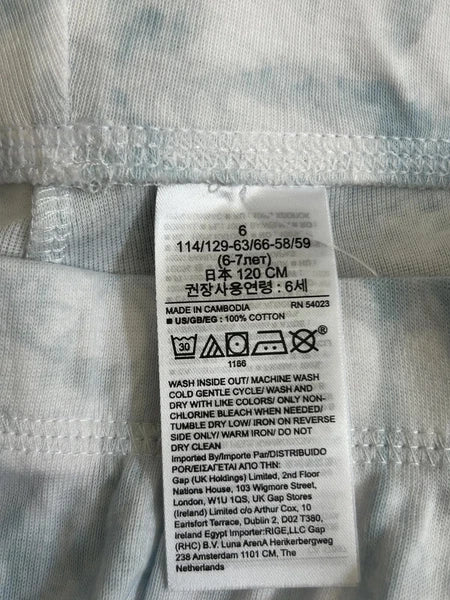 6
114/129-63/66-58/59
(6-7лет)
日本 120 CM
권장사용연령 : 6세
MADE IN CAMBODIA RN 54023
■ US/GB/EG : 100% COTTON
30
1186
WASH INSIDE OUT/ MACHINE WASH
COLD GENTLE CYCLE/ WASH AND
DRY WITH LIKE COLORS/ ONLY NON-
CHLORINE BLEACH WHEN NEEDED/
TUMBLE DRY LOW/ IRON ON REVERSE
SIDE ONLY/ WARM IRON/ DO NOT
DRY CLEAN
Imported By/Importe Par/DISTRIBUIDO
POR/ΕΙΣΑΓΕΤΑΙ ΑΠΟ ΤΗΝ:
Gap (UK Holdings) Limited, 2nd Floor
Nations House, 103 Wigmore Street,
London, W1U 1QS, UK Gap Stores
(Ireland) Limited c/o Arthur Cox, 10
Earlsfort Terrace, Dublin 2, D02 T380,
Ireland Egypt Importer:RIGE,LLC Gap
(RHC) B.V. Luna ArenA Herikerbergweg
238 Amsterdam 1101 CM, The
Netherlands